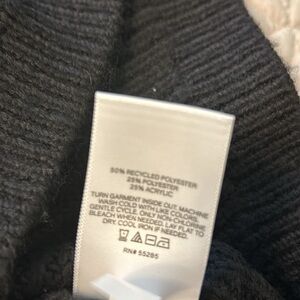 50% RECYCLED POLYESTER
25% POLYESTER
25% ACRYLIC
TURN GARMENT INSIDE OUT, MACHINE
WASH COLD WITH LIKE COLORS,
GENTLE CYCLE. ONLY NON-CHLORINE
BLEACH WHEN NEEDED. LAY FLAT TO
DRY. COOL IRON IF NEEDED.
RN# 55285